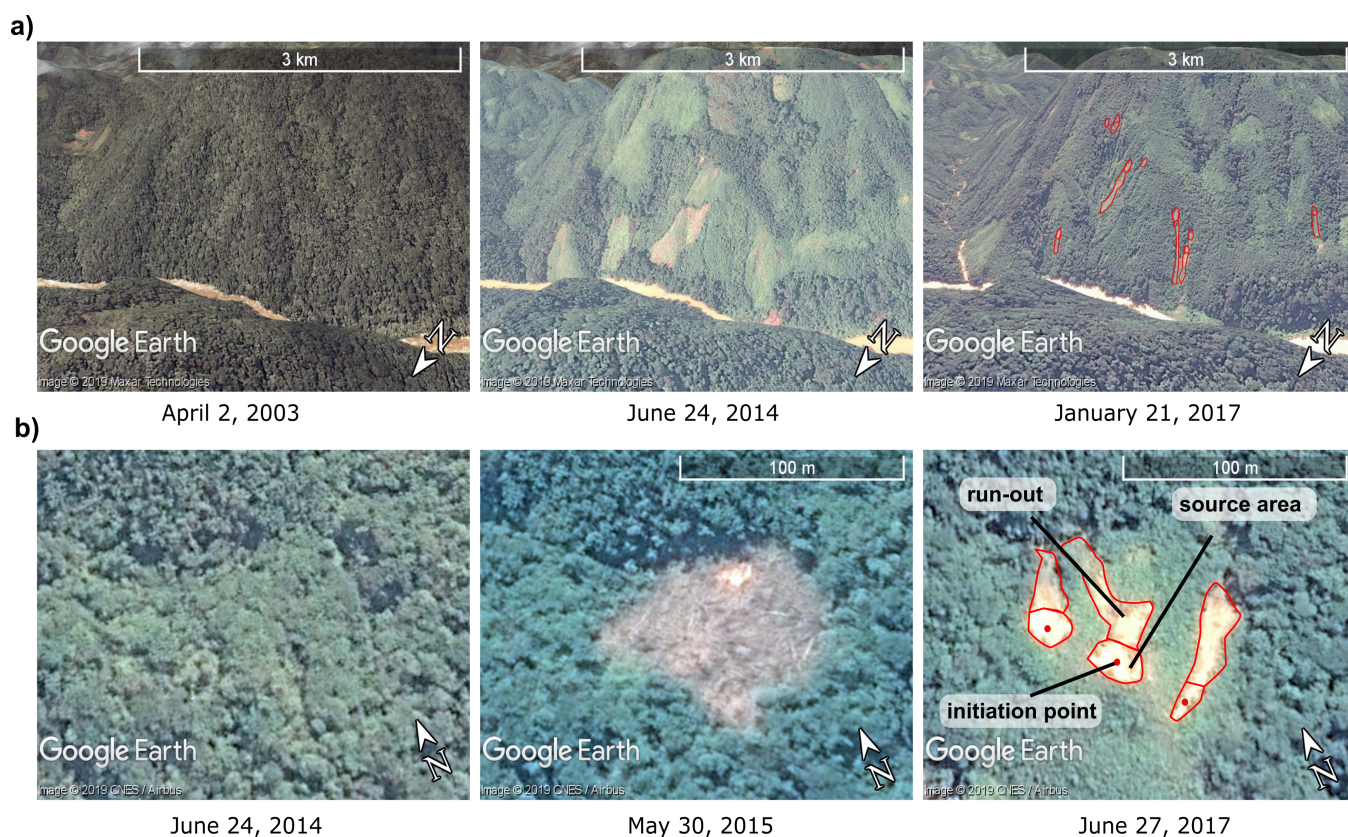 a)
3 km
3 km
3 km
Google Earth
N
Image © 2019 Maxar Technologies
Google Earth
N
Image © 2019 Maxar Technologies
Google Earth
N
Image © 2019 Maxar Technologies
April 2, 2003
June 24, 2014
January 21, 2017
b)
Google Earth
N
Image © 2019 CNES / Airbus
100 m
Google Earth
N
Image © 2019 CNES / Airbus
100 m
run-out
source area
initiation point
Google Earth
N
Image © 2019 CNES / Airbus
June 24, 2014
May 30, 2015
June 27, 2017